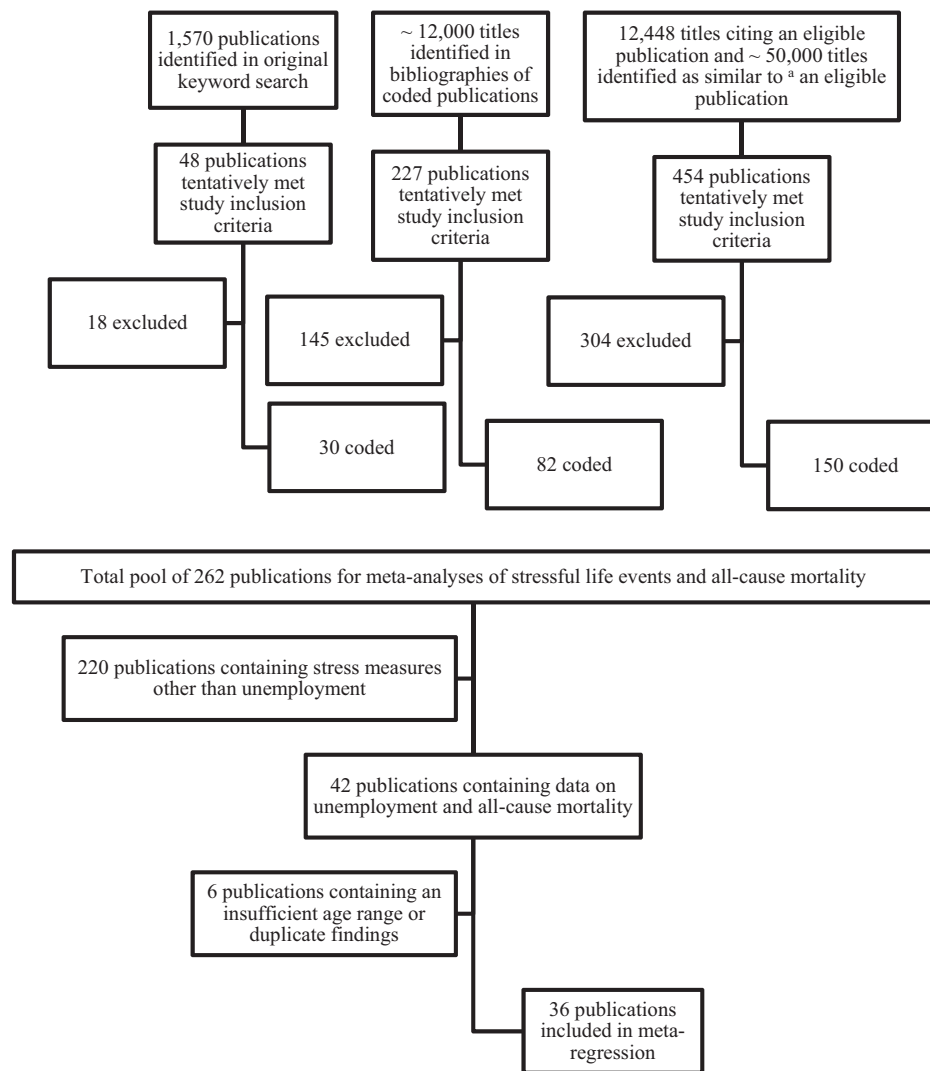 1,570 publications
identified in original
keyword search
~ 12,000 titles
identified in
bibliographies of
coded publications
12,448 titles citing an eligible
publication and ~ 50,000 titles
identified as similar to ᵃ an eligible
publication
48 publications
tentatively met
study inclusion
criteria
227 publications
tentatively met
study inclusion
criteria
454 publications
tentatively met
study inclusion
criteria
18 excluded
145 excluded
304 excluded
30 coded
82 coded
150 coded
Total pool of 262 publications for meta-analyses of stressful life events and all-cause mortality
220 publications containing stress measures
other than unemployment
42 publications containing data on
unemployment and all-cause mortality
6 publications containing an
insufficient age range or
duplicate findings
36 publications
included in meta-
regression